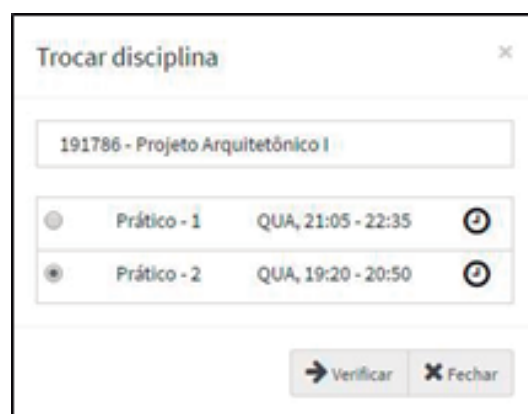 Trocar disciplina ×
191786 - Projeto Arquitetônico I
Prático - 1 QUA, 21:05 - 22:35
Prático - 2 QUA, 19:20 - 20:50
Verificar Fechar